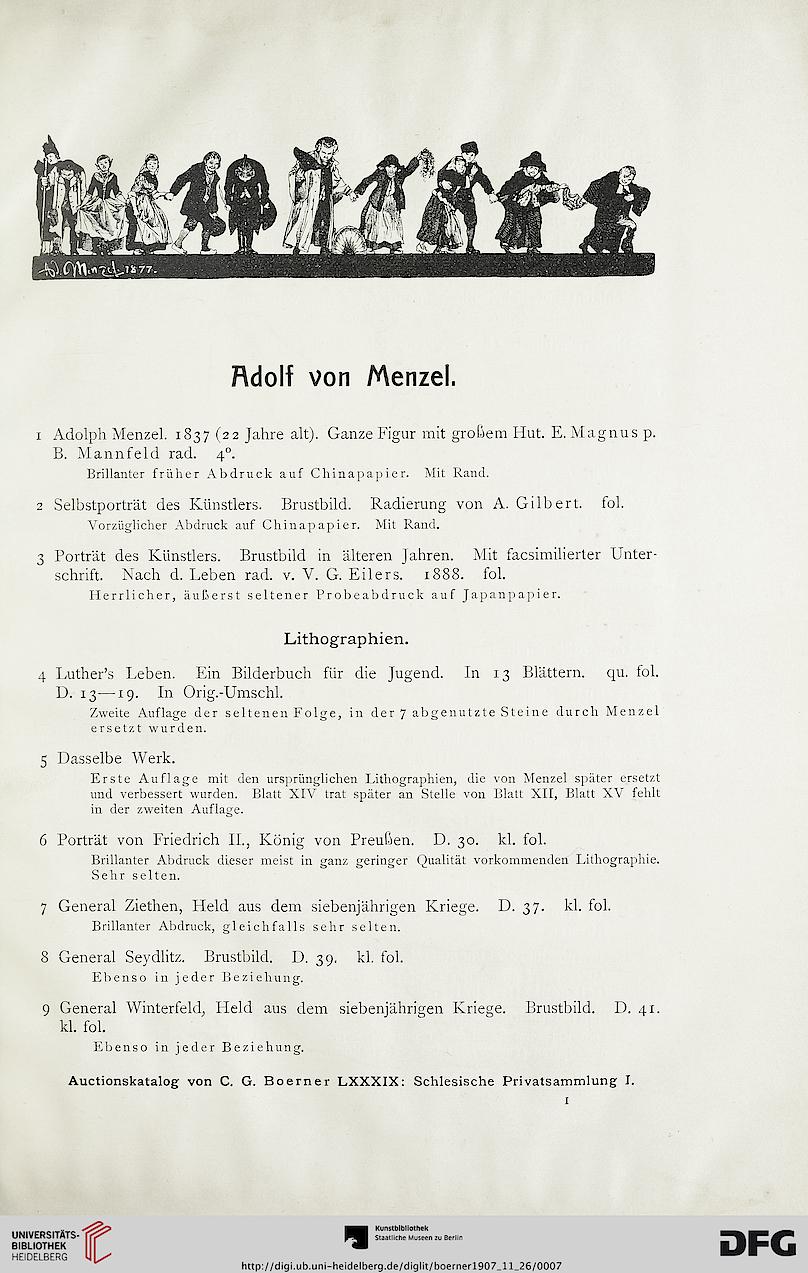 A. Menzel 1877.
Adolf von Menzel.
1 Adolph Menzel. 1837 (22 Jahre alt). Ganze Figur mit großem Hut. E. Magnus p.
B. Mannfeld rad. 4°.
Brillanter früher Abdruck auf Chinapapier. Mit Rand.
2 Selbstporträt des Künstlers. Brustbild. Radierung von A. Gilbert. fol.
Vorzüglicher Abdruck auf Chinapapier. Mit Rand.
3 Porträt des Künstlers. Brustbild in älteren Jahren. Mit facsimilierter Unter-
schrift. Nach d. Leben rad. v. V. G. Eilers. 1888. fol.
Herrlicher, äußerst seltener Probeabdruck auf Japanpapier.
Lithographien.
4 Luther's Leben. Ein Bilderbuch für die Jugend. In 13 Blättern. qu. fol.
D. 13—19. In Orig.-Umschl.
Zweite Auflage der seltenen Folge, in der 7 abgenutzte Steine durch Menzel
ersetzt wurden.
5 Dasselbe Werk.
Erste Auflage mit den ursprünglichen Lithographien, die von Menzel später ersetzt
und verbessert wurden. Blatt XIV trat später an Stelle von Blatt XII, Blatt XV fehlt
in der zweiten Auflage.
6 Porträt von Friedrich II., König von Preußen. D. 30. kl. fol.
Brillanter Abdruck dieser meist in ganz geringer Qualität vorkommenden Lithographie.
Sehr selten.
7 General Ziethen, Held aus dem siebenjährigen Kriege. D. 37. kl. fol.
Brillanter Abdruck, gleichfalls sehr selten.
8 General Seydlitz. Brustbild. D. 39. kl. fol.
Ebenso in jeder Beziehung.
9 General Winterfeld, Held aus dem siebenjährigen Kriege. Brustbild. D. 41.
kl. fol.
Ebenso in jeder Beziehung.
Auctionskatalog von C. G. Boerner LXXXIX: Schlesische Privatsammlung I.
1
UNIVERSITÄTS-
BIBLIOTHEK
HEIDELBERG
Kunstbibliothek
Staatliche Museen zu Berlin
DFG
http://digi.ub.uni-heidelberg.de/diglit/boerner1907_11_26/0007